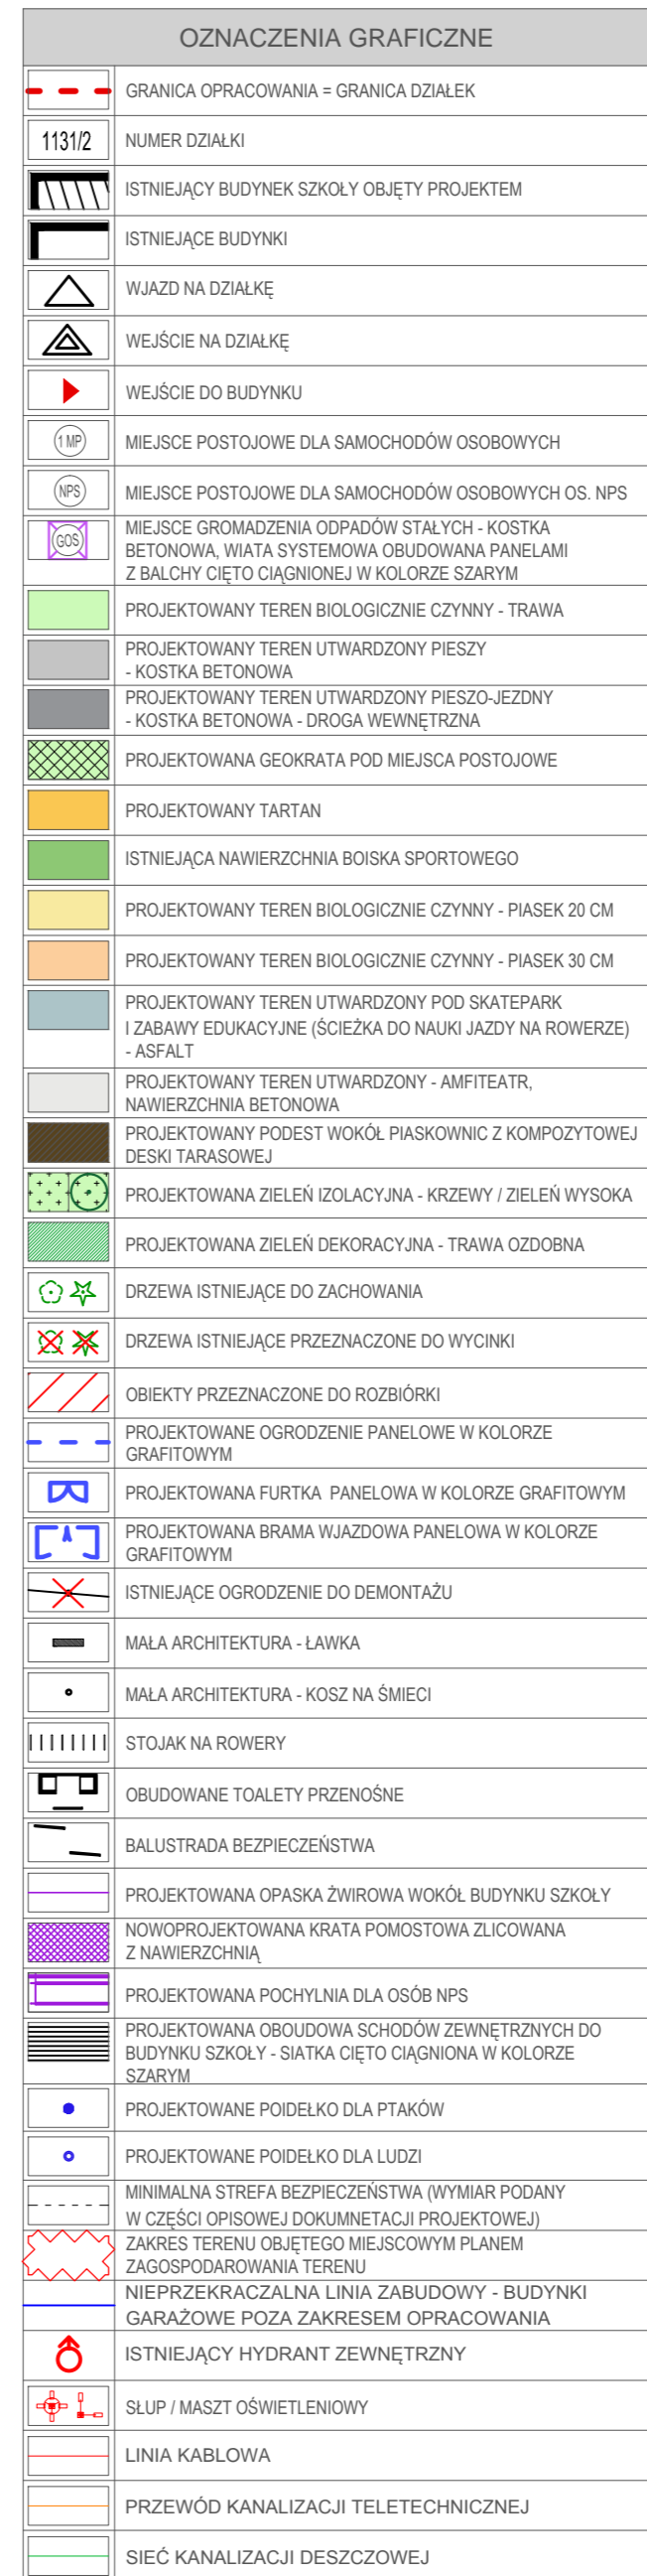 OZNACZENIA GRAFICZNE
GRANICA OPRACOWANIA = GRANICA DZIAŁEK
1131/2 NUMER DZIAŁKI
ISTNIEJĄCY BUDYNEK SZKOŁY OBJĘTY PROJEKTEM
ISTNIEJĄCE BUDYNKI
WJAZD NA DZIAŁKĘ
WEJŚCIE NA DZIAŁKĘ
WEJŚCIE DO BUDYNKU
1 MP MIEJSCE POSTOJOWE DLA SAMOCHODÓW OSOBOWYCH
NPS MIEJSCE POSTOJOWE DLA SAMOCHODÓW OSOBOWYCH OS. NPS
GOS MIEJSCE GROMADZENIA ODPADÓW STAŁYCH - KOSTKA
BETONOWA, WIATA SYSTEMOWA OBUDOWANA PANELAMI
Z BALCHY CIĘTO CIĄGNIONEJ W KOLORZE SZARYM
PROJEKTOWANY TEREN BIOLOGICZNIE CZYNNY - TRAWA
PROJEKTOWANY TEREN UTWARDZONY PIESZY
- KOSTKA BETONOWA
PROJEKTOWANY TEREN UTWARDZONY PIESZO-JEZDNY
- KOSTKA BETONOWA - DROGA WEWNĘTRZNA
PROJEKTOWANA GEOKRATA POD MIEJSCA POSTOJOWE
PROJEKTOWANY TARTAN
ISTNIEJĄCA NAWIERZCHNIA BOISKA SPORTOWEGO
PROJEKTOWANY TEREN BIOLOGICZNIE CZYNNY - PIASEK 20 CM
PROJEKTOWANY TEREN BIOLOGICZNIE CZYNNY - PIASEK 30 CM
PROJEKTOWANY TEREN UTWARDZONY POD SKATEPARK
I ZABAWY EDUKACYJNE (ŚCIEŻKA DO NAUKI JAZDY NA ROWERZE)
- ASFALT
PROJEKTOWANY TEREN UTWARDZONY - AMFITEATR,
NAWIERZCHNIA BETONOWA
PROJEKTOWANY PODEST WOKÓŁ PIASKOWNIC Z KOMPOZYTOWEJ
DESKI TARASOWEJ
PROJEKTOWANA ZIELEŃ IZOLACYJNA - KRZEWY / ZIELEŃ WYSOKA
PROJEKTOWANA ZIELEŃ DEKORACYJNA - TRAWA OZDOBNA
DRZEWA ISTNIEJĄCE DO ZACHOWANIA
DRZEWA ISTNIEJĄCE PRZEZNACZONE DO WYCINKI
OBIEKTY PRZEZNACZONE DO ROZBIÓRKI
PROJEKTOWANE OGRODZENIE PANELOWE W KOLORZE
GRAFITOWYM
PROJEKTOWANA FURTKA PANELOWA W KOLORZE GRAFITOWYM
PROJEKTOWANA BRAMA WJAZDOWA PANELOWA W KOLORZE
GRAFITOWYM
ISTNIEJĄCE OGRODZENIE DO DEMONTAŻU
MAŁA ARCHITEKTURA - ŁAWKA
MAŁA ARCHITEKTURA - KOSZ NA ŚMIECI
STOJAK NA ROWERY
OBUDOWANE TOALETY PRZENOŚNE
BALUSTRADA BEZPIECZEŃSTWA
PROJEKTOWANA OPASKA ŻWIROWA WOKÓŁ BUDYNKU SZKOŁY
NOWOPROJEKTOWANA KRATA POMOSTOWA ZLICOWANA
Z NAWIERZCHNIĄ
PROJEKTOWANA POCHYLNIA DLA OSÓB NPS
PROJEKTOWANA OBOUDOWA SCHODÓW ZEWNĘTRZNYCH DO
BUDYNKU SZKOŁY - SIATKA CIĘTO CIĄGNIONA W KOLORZE
SZARYM
PROJEKTOWANE POIDEŁKO DLA PTAKÓW
PROJEKTOWANE POIDEŁKO DLA LUDZI
MINIMALNA STREFA BEZPIECZEŃSTWA (WYMIAR PODANY
W CZĘŚCI OPISOWEJ DOKUMNETACJI PROJEKTOWEJ)
ZAKRES TERENU OBJĘTEGO MIEJSCOWYM PLANEM
ZAGOSPODAROWANIA TERENU
NIEPRZEKRACZALNA LINIA ZABUDOWY - BUDYNKI
GARAŻOWE POZA ZAKRESEM OPRACOWANIA
ISTNIEJĄCY HYDRANT ZEWNĘTRZNY
SŁUP / MASZT OŚWIETLENIOWY
LINIA KABLOWA
PRZEWÓD KANALIZACJI TELETECHNICZNEJ
SIEĆ KANALIZACJI DESZCZOWEJ